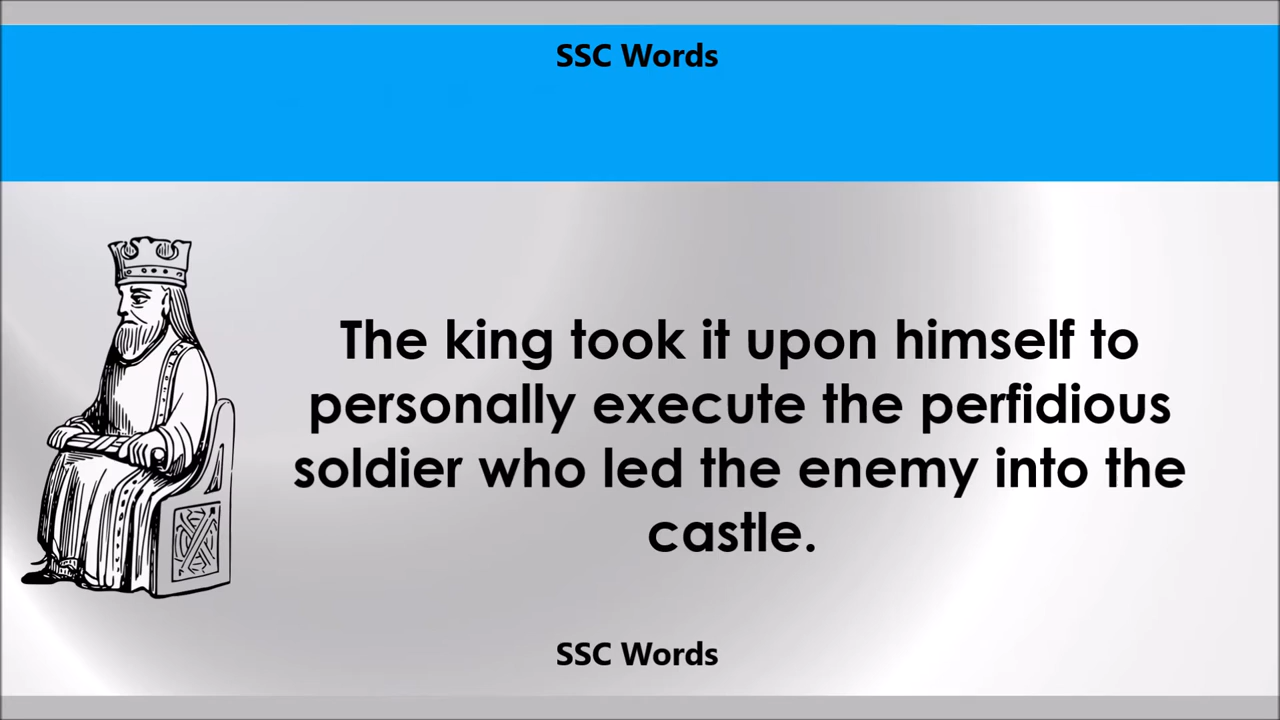 SSC Words
The king took it upon himself to
personally execute the perfidious
soldier who led the enemy into the
castle.
SSC Words